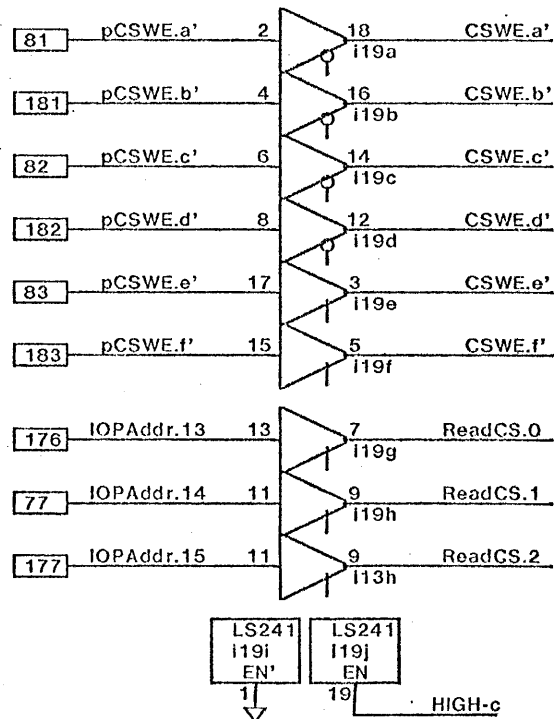 81 pCSWE.a' 2 18 CSWE.a'
i19a
181 pCSWE.b' 4 16 CSWE.b'
i19b
82 pCSWE.c' 6 14 CSWE.c'
i19c
182 pCSWE.d' 8 12 CSWE.d'
i19d
83 pCSWE.e' 17 3 CSWE.e'
i19e
183 pCSWE.f' 15 5 CSWE.f'
i19f
176 IOPAddr.13 13 7 ReadCS.0
i19g
77 IOPAddr.14 11 9 ReadCS.1
i19h
177 IOPAddr.15 11 9 ReadCS.2
i13h
LS241 LS241
i19i i19j
EN' EN
1 19 HIGH-c